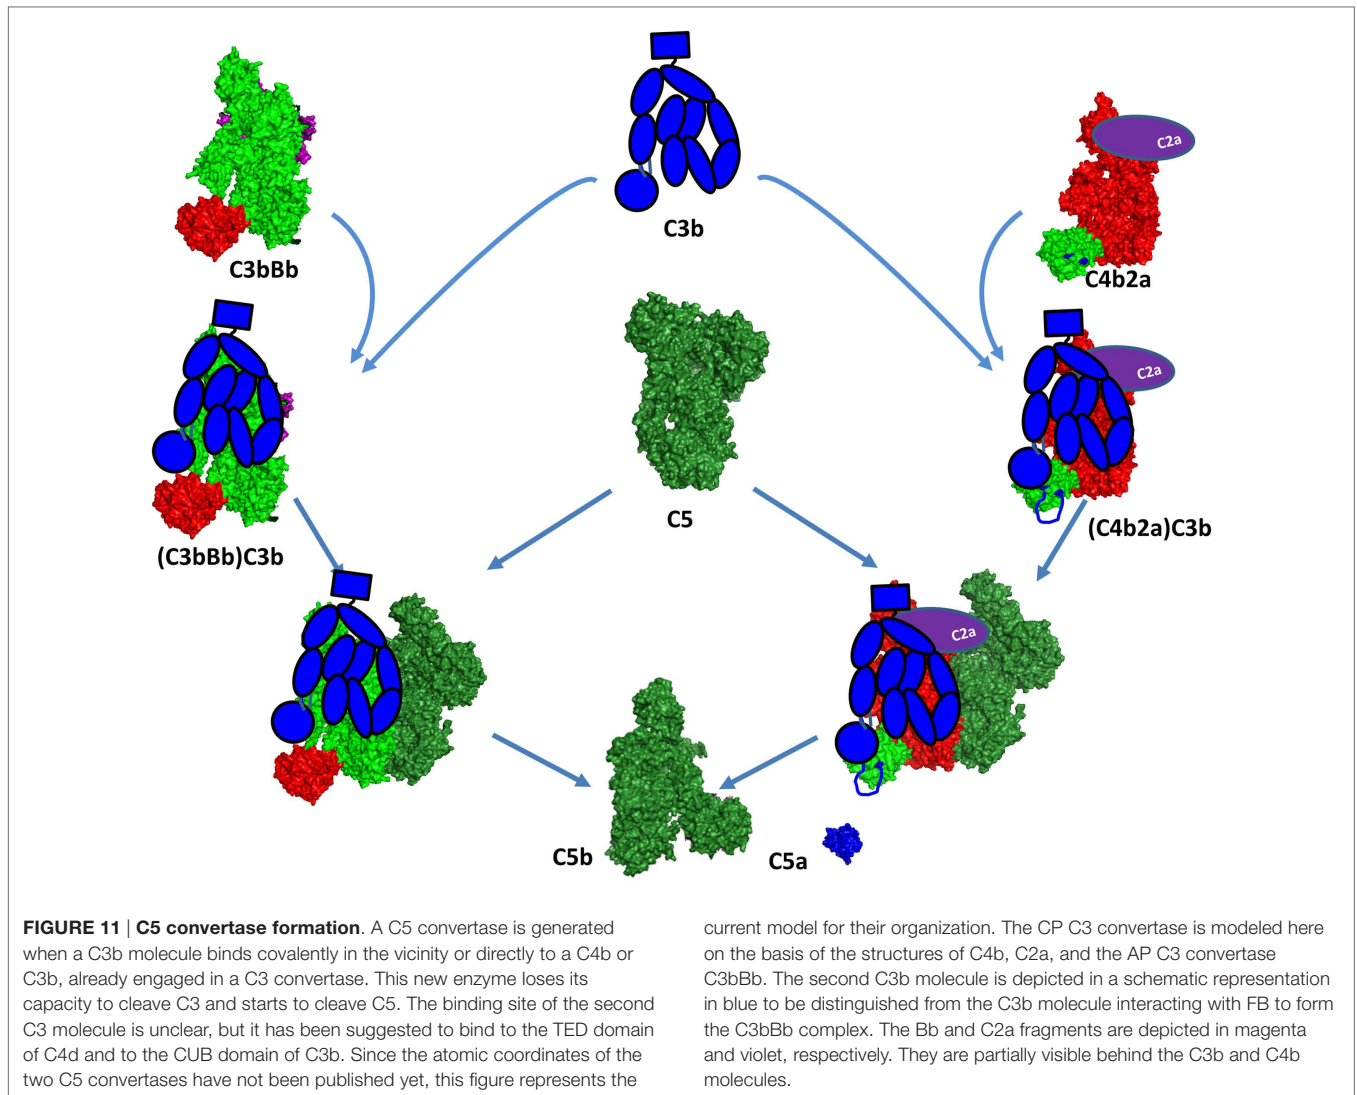 C3b
C2a
C3bBb
C4b2a
C2a
C5
(C3bBb)C3b
(C4b2a)C3b
C2a
C5b
C5a
FIGURE 11 | C5 convertase formation. A C5 convertase is generated
when a C3b molecule binds covalently in the vicinity or directly to a C4b or
C3b, already engaged in a C3 convertase. This new enzyme loses its
capacity to cleave C3 and starts to cleave C5. The binding site of the second
C3 molecule is unclear, but it has been suggested to bind to the TED domain
of C4d and to the CUB domain of C3b. Since the atomic coordinates of the
two C5 convertases have not been published yet, this figure represents the
current model for their organization. The CP C3 convertase is modeled here
on the basis of the structures of C4b, C2a, and the AP C3 convertase
C3bBb. The second C3b molecule is depicted in a schematic representation
in blue to be distinguished from the C3b molecule interacting with FB to form
the C3bBb complex. The Bb and C2a fragments are depicted in magenta
and violet, respectively. They are partially visible behind the C3b and C4b
molecules.